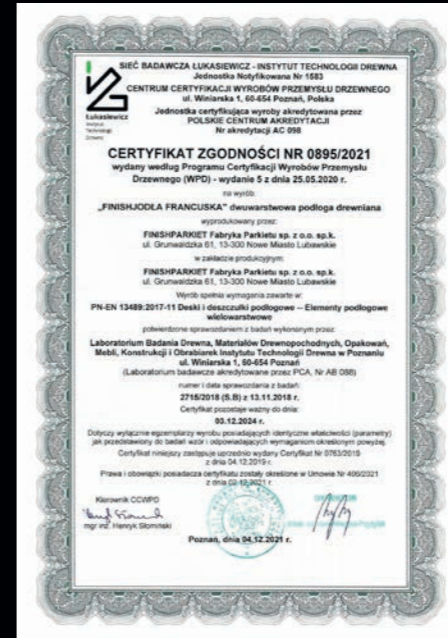 SIEĆ BADAWCZA ŁUKASIEWICZ - INSTYTUT TECHNOLOGII DREWNA
Jednostka Notyfikowana Nr 1583
CENTRUM CERTYFIKACJI WYROBÓW PRZEMYSŁU DRZEWNEGO
ul. Winiarska 1, 60-654 Poznań, Polska
Jednostka certyfikująca wyroby akredytowana przez
POLSKIE CENTRUM AKREDYTACJI
Nr akredytacji AC 098
Łukasiewicz
Instytut
Technologii
Drewna
CERTYFIKAT ZGODNOŚCI NR 0895/2021
wydany według Programu Certyfikacji Wyrobów Przemysłu
Drzewnego (WPD) - wydanie 5 z dnia 25.05.2020 r.
na wyrób:
„FINISHJODŁA FRANCUSKA" dwuwarstwowa podłoga drewniana
wyprodukowany przez:
FINISHPARKIET Fabryka Parkietu sp. z o.o. sp.k.
ul. Grunwaldzka 61, 13-300 Nowe Miasto Lubawskie
w zakładzie produkcyjnym:
FINISHPARKIET Fabryka Parkietu sp. z o.o. sp.k.
ul. Grunwaldzka 61, 13-300 Nowe Miasto Lubawskie
Wyrób spełnia wymagania zawarte w:
PN-EN 13489:2017-11 Deski i deszczułki podłogowe – Elementy podłogowe
wielowarstwowe
potwierdzone sprawozdaniem z badań wykonanym przez:
Laboratorium Badania Drewna, Materiałów Drewnopochodnych, Opakowań,
Mebli, Konstrukcji i Obrabiarek Instytutu Technologii Drewna w Poznaniu
ul. Winiarska 1, 60-654 Poznań
(Laboratorium badawcze akredytowane przez PCA, Nr AB 088)
numer i data sprawozdania z badań:
2715/2018 (S.B) z 13.11.2018 r.
Certyfikat pozostaje ważny do dnia:
03.12.2024 r.
Dotyczy wyłącznie egzemplarzy wyrobu posiadających identyczne właściwości (parametry)
jak przedstawiony do badań wzór i odpowiadających wymaganiom określonym powyżej.
Certyfikat niniejszy zastępuje uprzednio wydany Certyfikat Nr 0763/2019
z dnia 04.12.2019 r.
Prawa i obowiązki posiadacza certyfikatu zostały określone w Umowie Nr 406/2021
z dnia 02.12.2021 r.
Kierownik CCWPD
mgr inż. Henryk Słomiński
Poznań, dnia 04.12.2021 r.